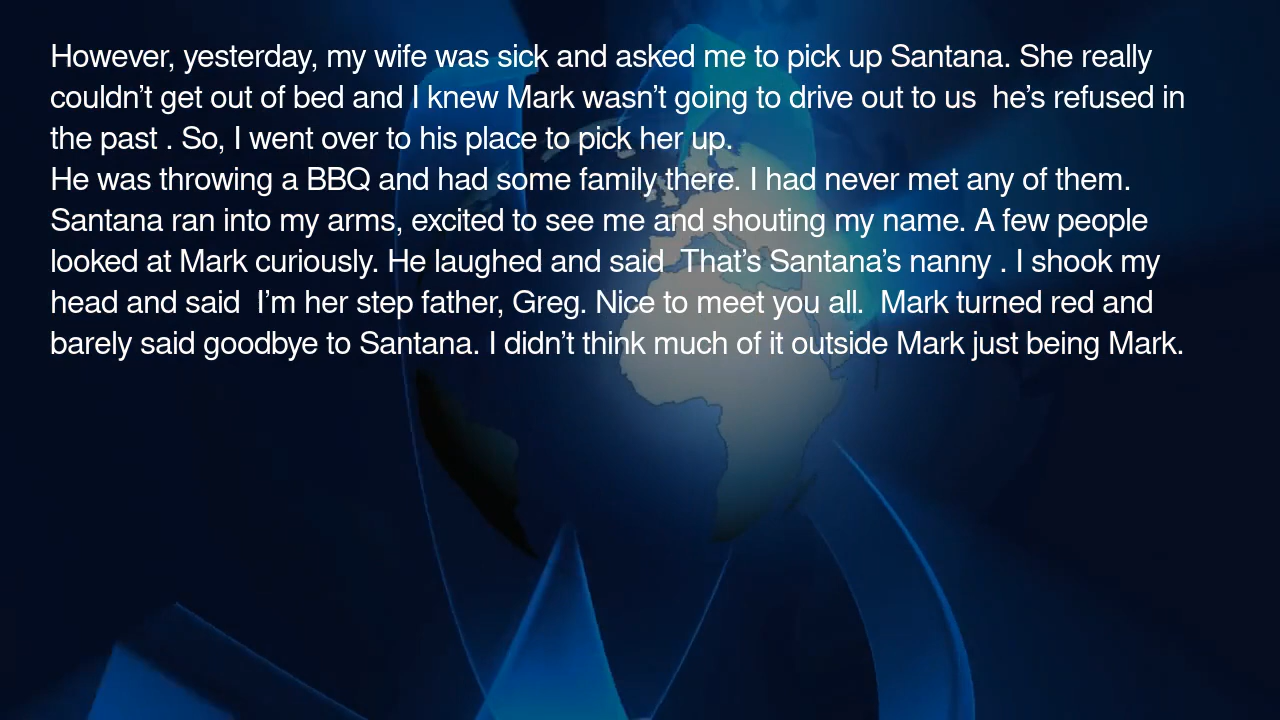 However, yesterday, my wife was sick and asked me to pick up Santana. She really
couldn’t get out of bed and I knew Mark wasn’t going to drive out to us  he’s refused in
the past . So, I went over to his place to pick her up.
He was throwing a BBQ and had some family there. I had never met any of them.
Santana ran into my arms, excited to see me and shouting my name. A few people
looked at Mark curiously. He laughed and said  That’s Santana’s nanny . I shook my
head and said  I’m her step father, Greg. Nice to meet you all.  Mark turned red and
barely said goodbye to Santana. I didn’t think much of it outside Mark just being Mark.